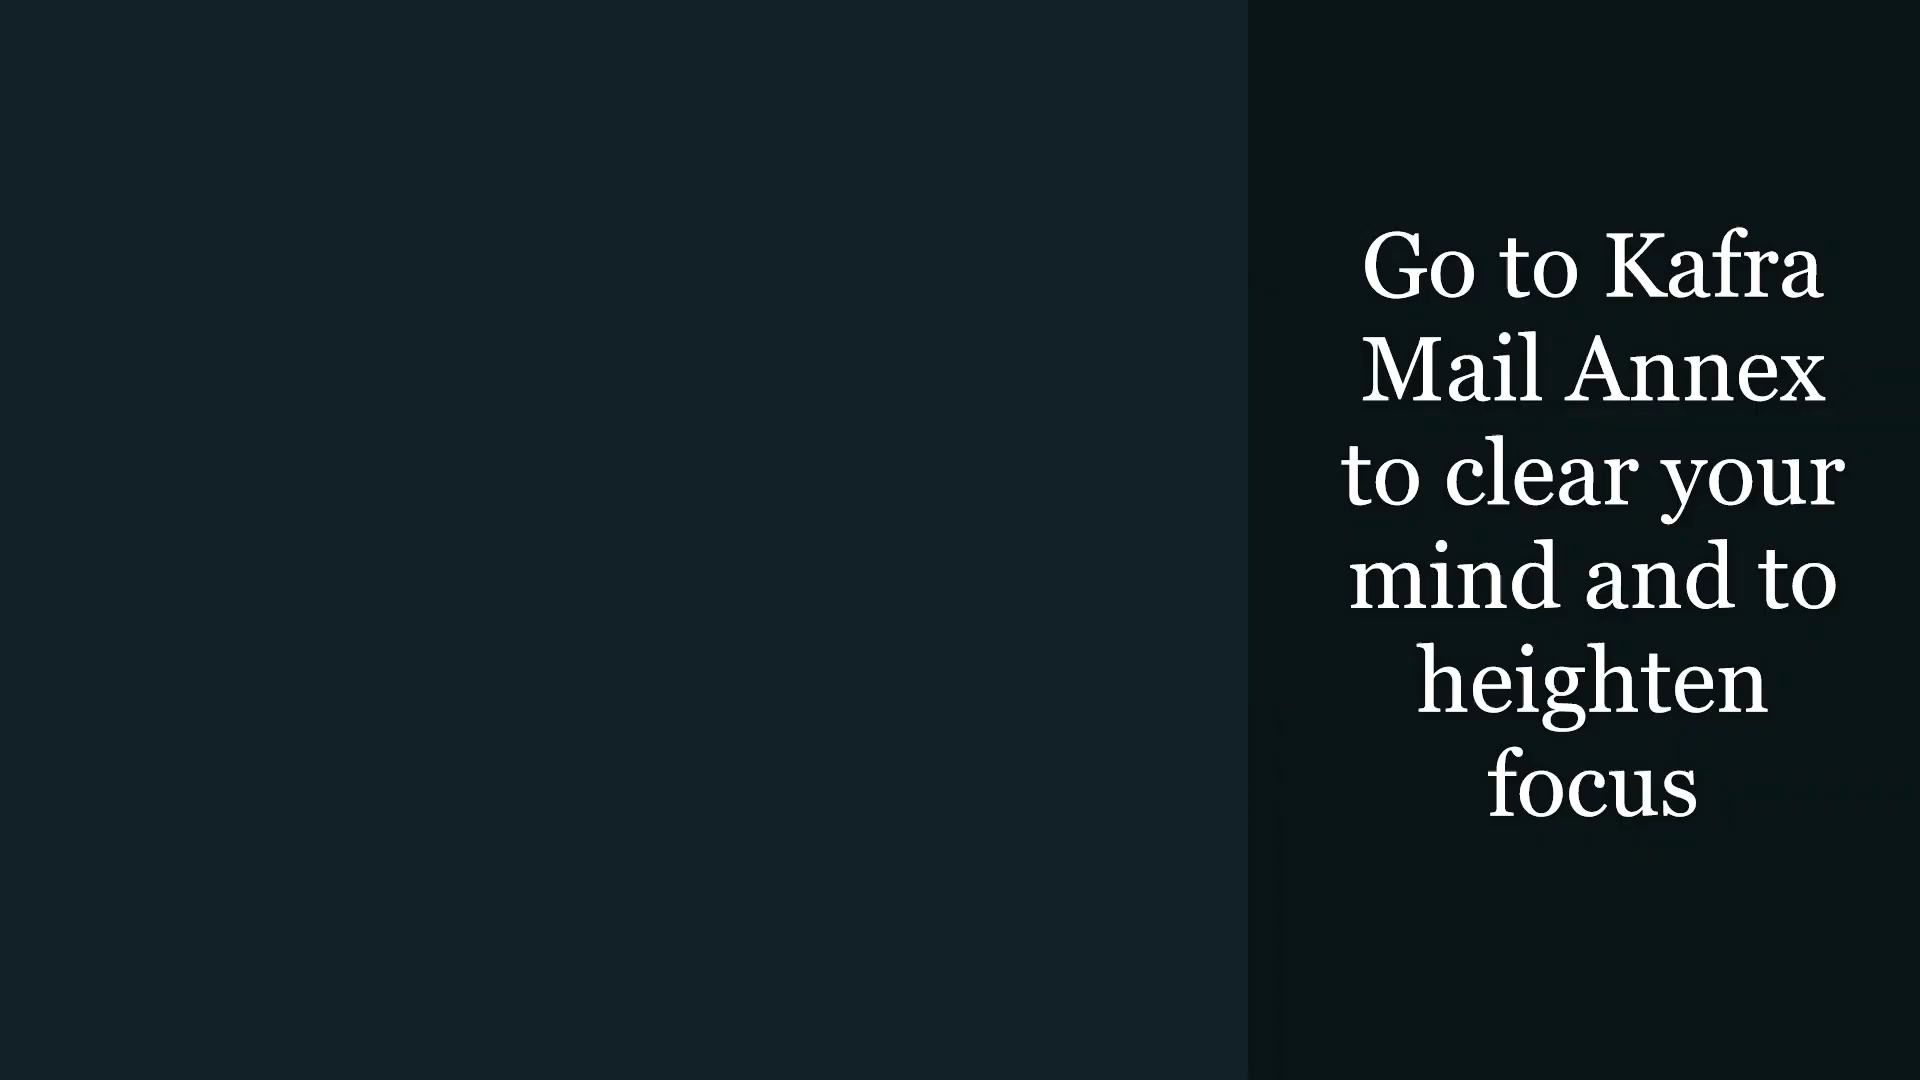 Go to Kafra
Mail Annex
to clear your
mind and to
heighten
focus